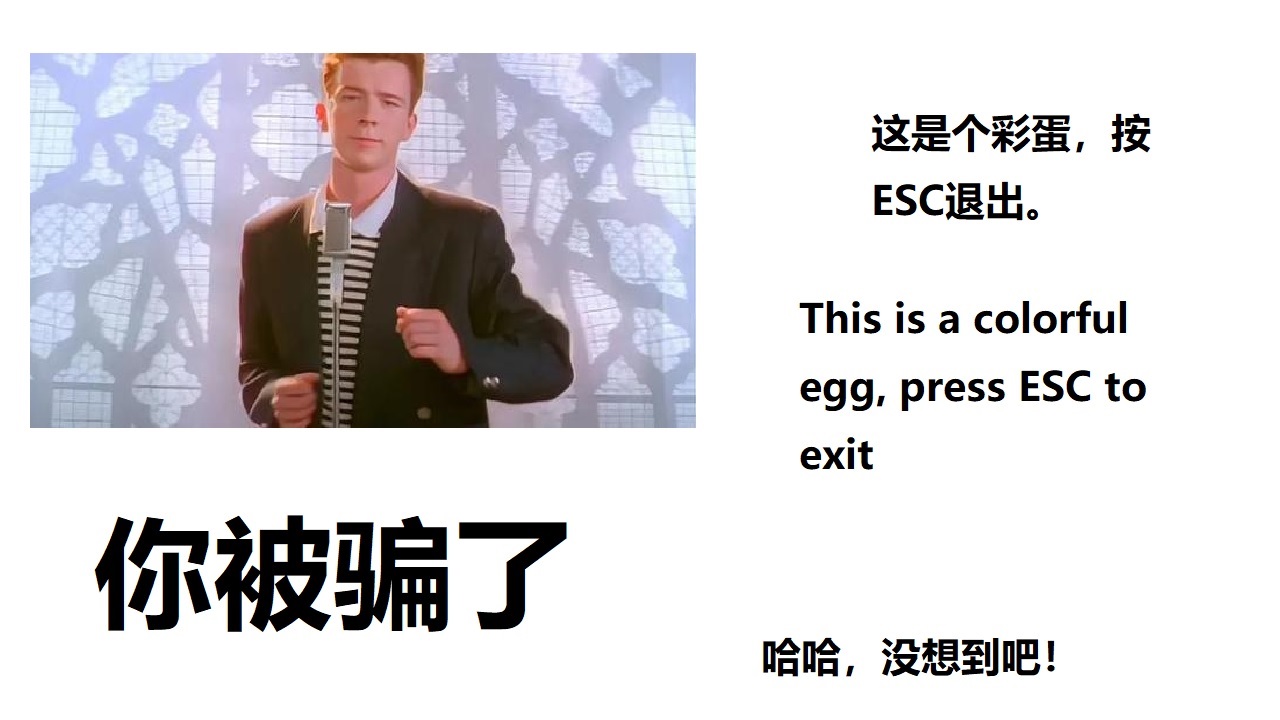 这是个彩蛋，按
ESC退出。
This is a colorful
egg, press ESC to
exit
你被骗了
哈哈，没想到吧！